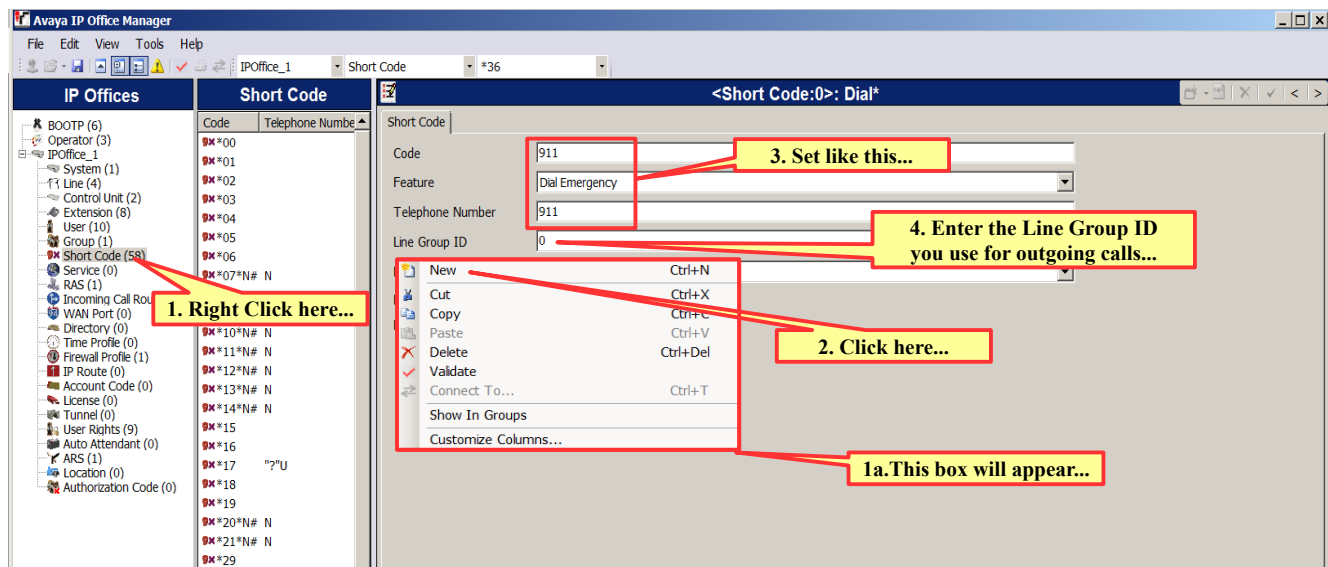 Avaya IP Office Manager
File Edit View Tools Help
IPOffice_1 Short Code *36
IP Offices
BOOTP (6)
Operator (3)
IPOffice_1
System (1)
Line (4)
Control Unit (2)
Extension (8)
User (10)
Group (1)
Short Code (58)
Service (0)
RAS (1)
Incoming Call Rou
WAN Port (0)
Directory (0)
Time Profile (0)
Firewall Profile (1)
IP Route (0)
Account Code (0)
License (0)
Tunnel (0)
User Rights (9)
Auto Attendant (0)
ARS (1)
Location (0)
Authorization Code (0)
1. Right Click here...
Short Code
Code Telephone Numbe
*00
*01
*02
*03
*04
*05
*06
*07*N# N
*10*N# N
*11*N# N
*12*N# N
*13*N# N
*14*N# N
*15
*16
*17 "?"U
*18
*19
*20*N# N
*21*N# N
*29
<Short Code:0>: Dial*
Short Code
Code 911
3. Set like this...
Feature Dial Emergency
Telephone Number 911
Line Group ID 0
4. Enter the Line Group ID
you use for outgoing calls...
New Ctrl+N
Cut Ctrl+X
Copy Ctrl+C
Paste Ctrl+V
Delete Ctrl+Del
Validate
Connect To... Ctrl+T
Show In Groups
Customize Columns...
2. Click here...
1a.This box will appear...